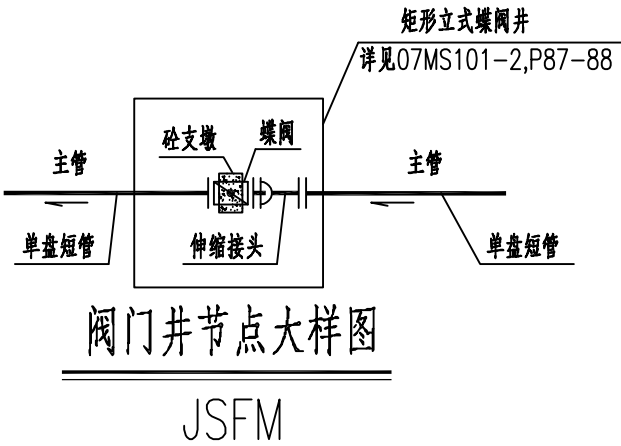 矩形立式蝶阀井
详见07MS101-2,P87-88
砼支墩
蝶阀
主管
主管
单盘短管
伸缩接头
单盘短管
阀门井节点大样图
JSFM